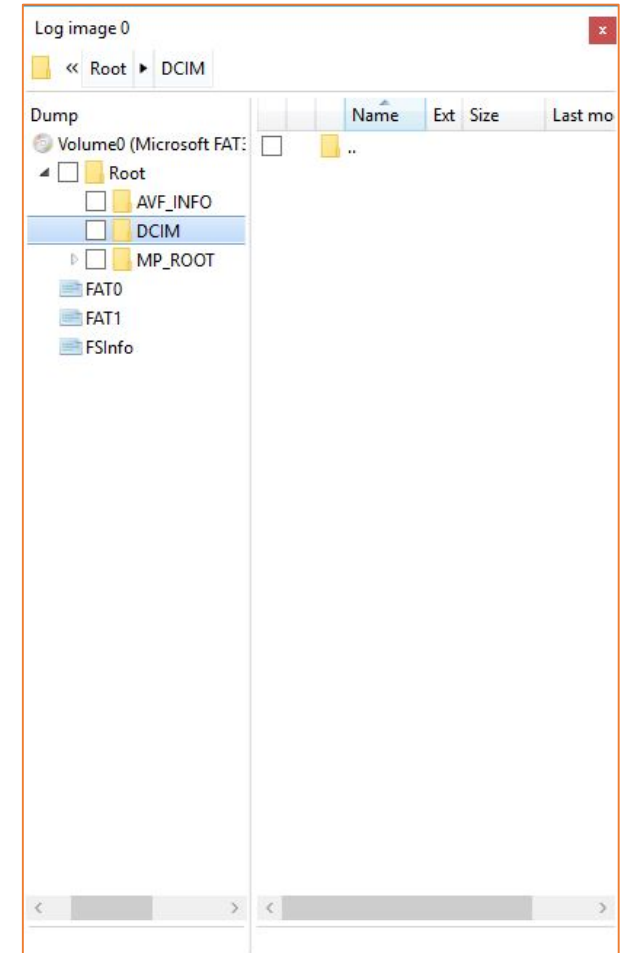 Log image 0
x
« Root ▸ DCIM
Dump
Name Ext Size Last mo
Volume0 (Microsoft FAT3
..
Root
AVF_INFO
DCIM
MP_ROOT
FAT0
FAT1
FSInfo